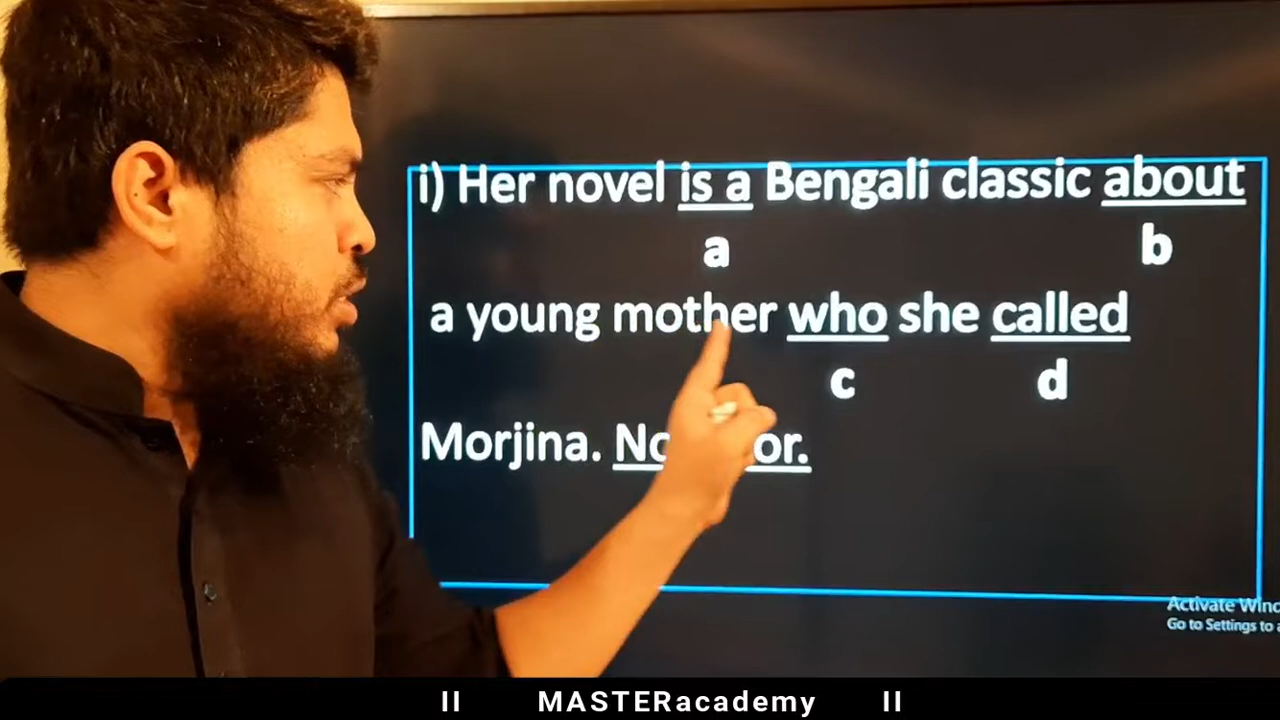 i) Her novel is a Bengali classic about
a b
a young mother who she called
c d
Morjina.
Activate Wind
Go to Settings to a
II MASTERacademy II